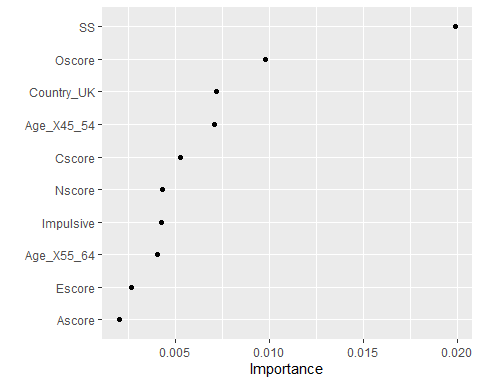 SS
Oscore
Country_UK
Age_X45_54
Cscore
Nscore
Impulsive
Age_X55_64
Escore
Ascore
0.005 0.010 0.015 0.020
Importance